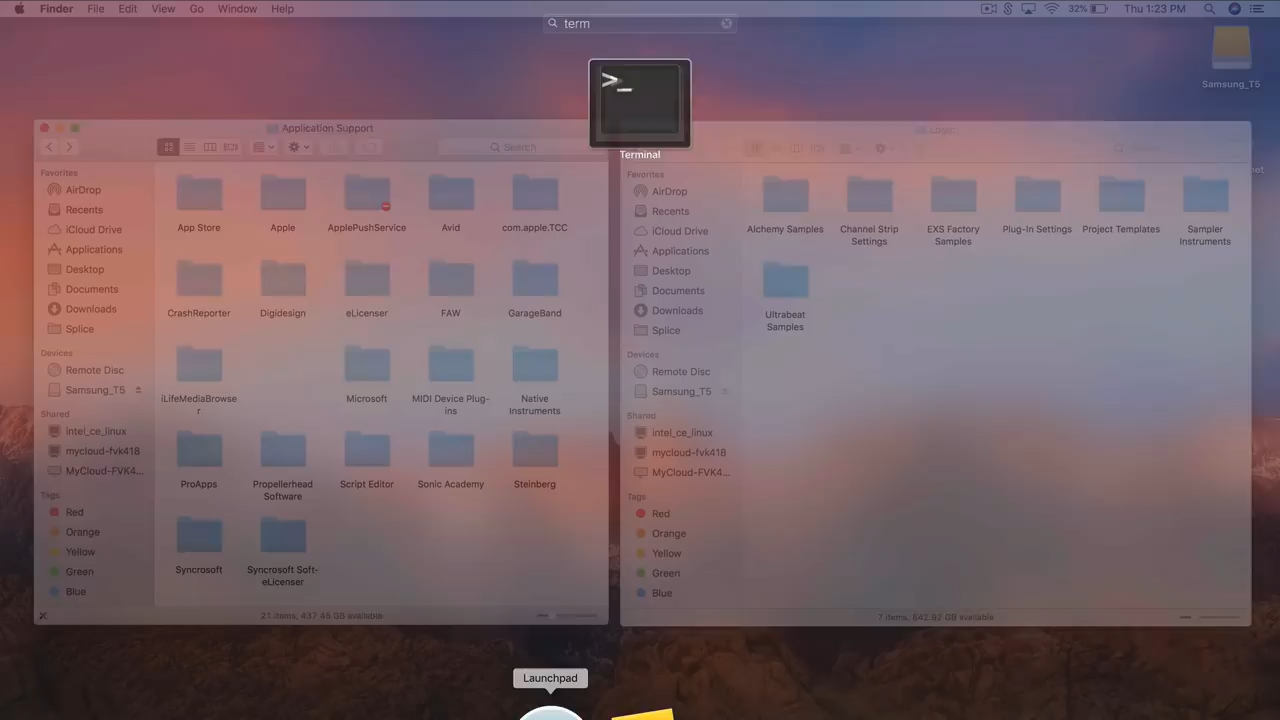 Finder File Edit View Go Window Help
32% Thu 1:23 PM
term
Samsung_T5
Terminal
Application Support
Search
Favorites
AirDrop
Recents
iCloud Drive
Applications
Desktop
Documents
Downloads
Splice
Devices
Remote Disc
Samsung_T5
Shared
intel_ce_linux
mycloud-fvk418
MyCloud-FVK4...
Tags
Red
Orange
Yellow
Green
Blue
App Store
Apple
ApplePushService
Avid
com.apple.TCC
CrashReporter
Digidesign
eLicenser
FAW
GarageBand
iLifeMediaBrowse
r
Microsoft
MIDI Device Plug-
ins
Native
Instruments
ProApps
Propellerhead
Software
Script Editor
Sonic Academy
Steinberg
Syncrosoft
Syncrosoft Soft-
eLicenser
21 items, 437.45 GB available
Logic
Favorites
AirDrop
Recents
iCloud Drive
Applications
Desktop
Documents
Downloads
Splice
Devices
Remote Disc
Samsung_T5
Shared
intel_ce_linux
mycloud-fvk418
MyCloud-FVK4...
Tags
Red
Orange
Yellow
Green
Blue
Alchemy Samples
Channel Strip
Settings
EXS Factory
Samples
Plug-In Settings
Project Templates
Sampler
Instruments
Ultrabeat
Samples
7 items, 842.92 GB available
Launchpad